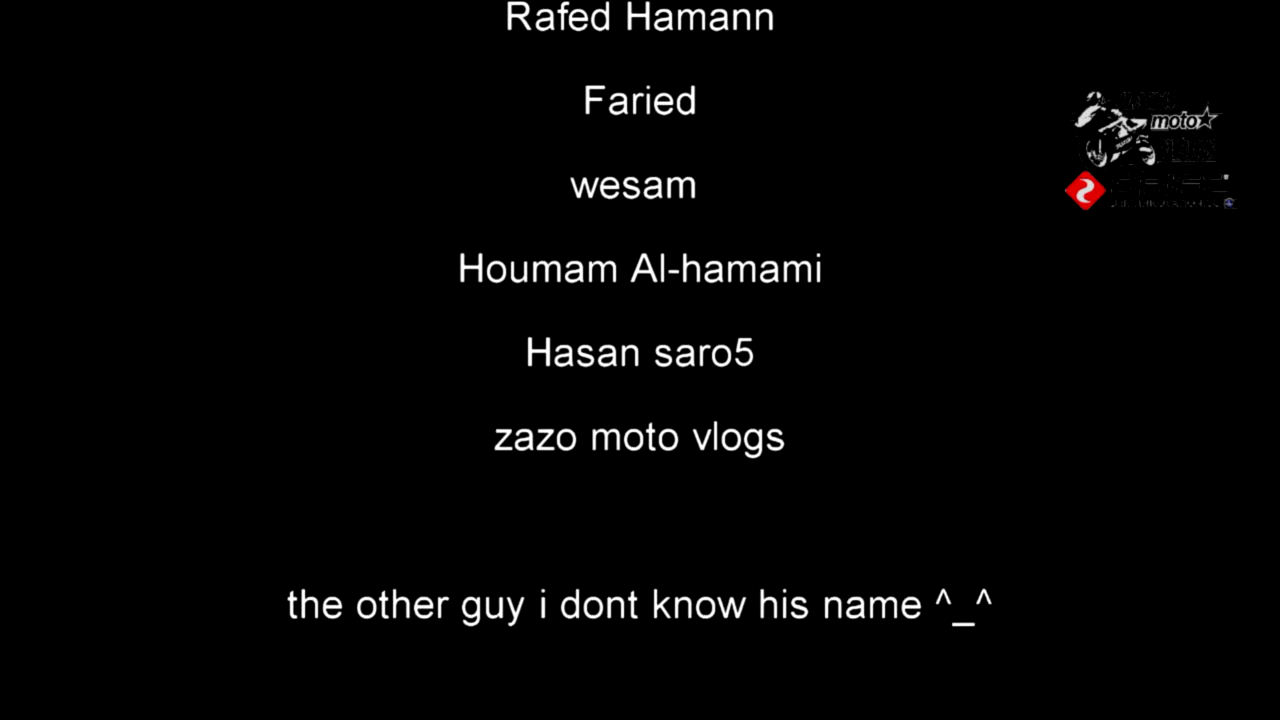 Rafed Hamann
Faried
moto
wesam
Houmam Al-hamami
Hasan saro5
zazo moto vlogs
the other guy i dont know his name ^_^